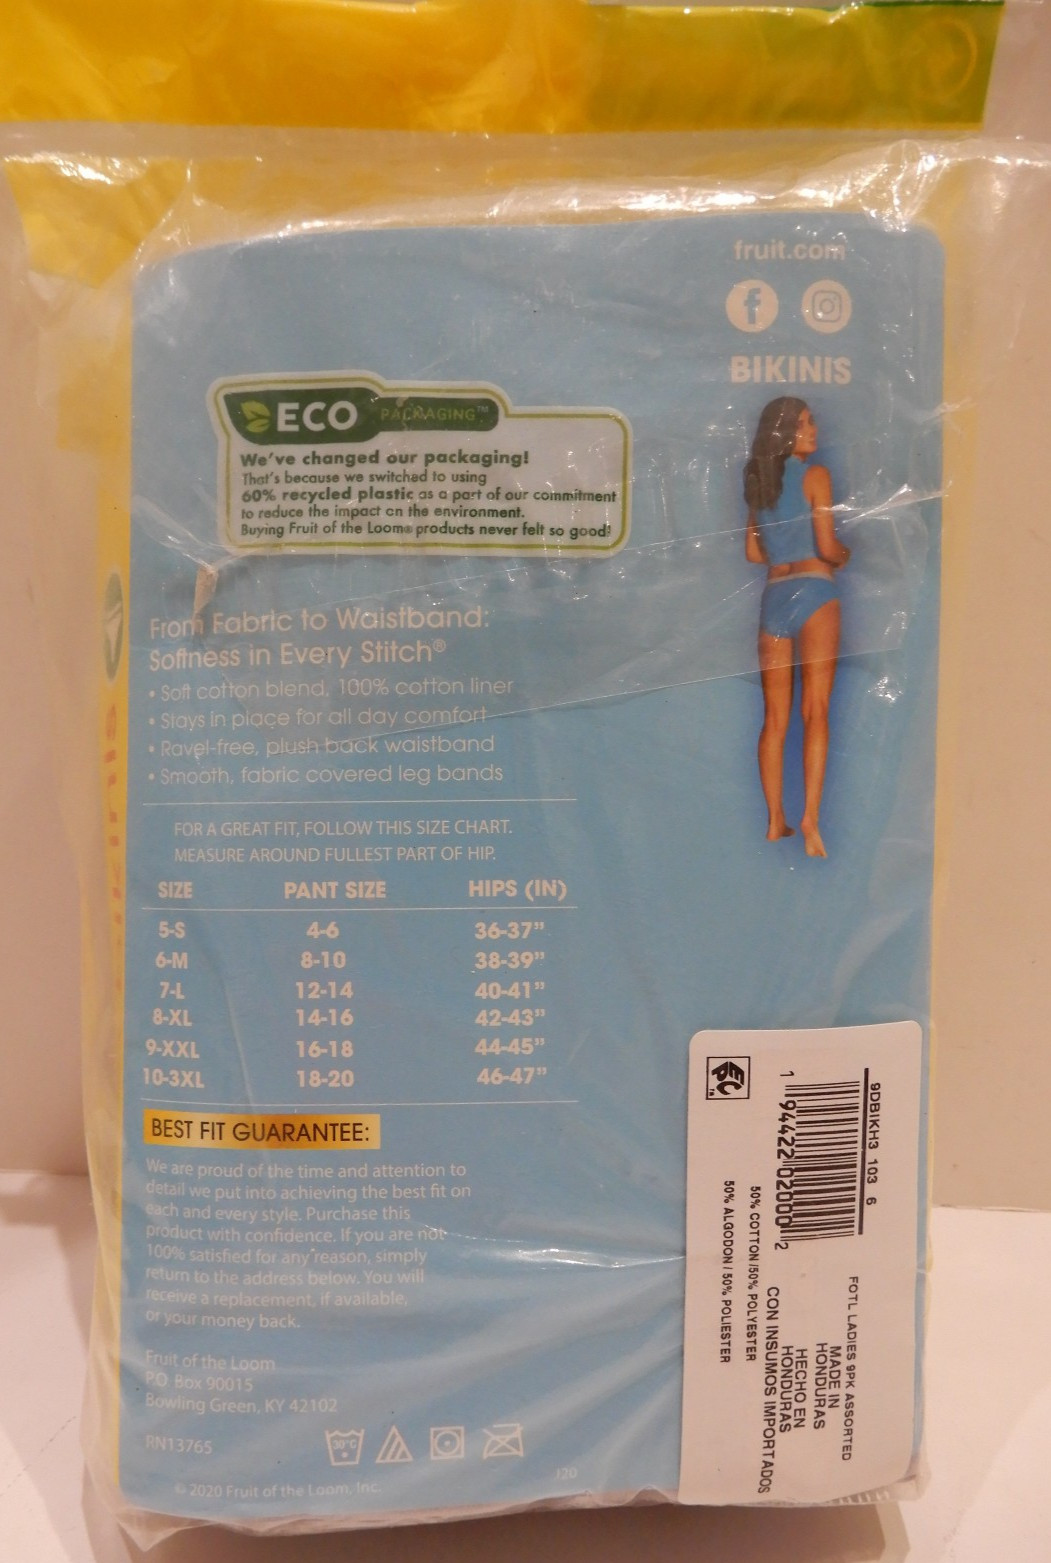 fruit.com
BIKINIS
ECO PACKAGING™
We've changed our packaging!
That's because we switched to using
60% recycled plastic as a part of our commitment
to reduce the impact on the environment.
Buying Fruit of the Loom® products never felt so good!
From Fabric to Waistband:
Softness in Every Stitch®
• Soft cotton blend, 100% cotton liner
• Stays in place for all day comfort
• Ravel-free, plush back waistband
• Smooth, fabric covered leg bands
FOR A GREAT FIT, FOLLOW THIS SIZE CHART.
MEASURE AROUND FULLEST PART OF HIP.
SIZE PANT SIZE HIPS (IN)
5-S 4-6 36-37"
6-M 8-10 38-39"
7-L 12-14 40-41"
8-XL 14-16 42-43"
9-XXL 16-18 44-45"
10-3XL 18-20 46-47"
BEST FIT GUARANTEE:
We are proud of the time and attention to
detail we put into achieving the best fit on
each and every style. Purchase this
product with confidence. If you are not
100% satisfied for any reason, simply
return to the address below. You will
receive a replacement, if available,
or your money back.
Fruit of the Loom
PO Box 90015
Bowling Green, KY 42102
RN13765
30°C
© 2020 Fruit of the Loom, Inc.
120
9DBIKH3 103 6
1 94422 02000 2
EPC™
50% COTTON/50% POLYESTER
50% ALGODON/50% POLIESTER
FOTL LADIES 9PK ASSORTED
MADE IN
HONDURAS
HECHO EN
HONDURAS
CON INSUMOS IMPORTADOS